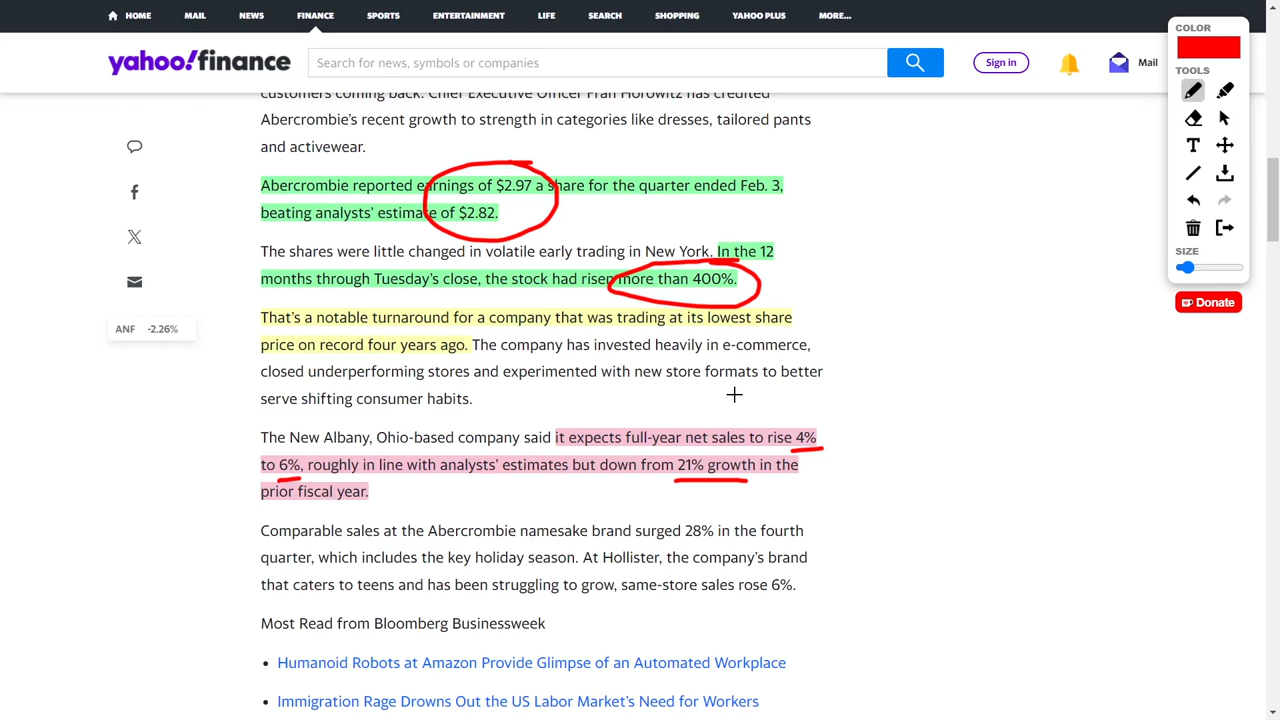 HOME MAIL NEWS FINANCE SPORTS ENTERTAINMENT LIFE SEARCH SHOPPING YAHOO PLUS MORE...
yahoo!finance
Search for news, symbols or companies
Sign in
Mail
COLOR
TOOLS
SIZE
Donate
customers coming back. Chief Executive Officer Fran Horowitz has credited
Abercrombie's recent growth to strength in categories like dresses, tailored pants
and activewear.
Abercrombie reported earnings of $2.97 a share for the quarter ended Feb. 3,
beating analysts' estimate of $2.82.
The shares were little changed in volatile early trading in New York. In the 12
months through Tuesday's close, the stock had risen more than 400%.
ANF -2.26%
That's a notable turnaround for a company that was trading at its lowest share
price on record four years ago. The company has invested heavily in e-commerce,
closed underperforming stores and experimented with new store formats to better
serve shifting consumer habits.
The New Albany, Ohio-based company said it expects full-year net sales to rise 4%
to 6%, roughly in line with analysts' estimates but down from 21% growth in the
prior fiscal year.
Comparable sales at the Abercrombie namesake brand surged 28% in the fourth
quarter, which includes the key holiday season. At Hollister, the company's brand
that caters to teens and has been struggling to grow, same-store sales rose 6%.
Most Read from Bloomberg Businessweek
• Humanoid Robots at Amazon Provide Glimpse of an Automated Workplace
• Immigration Rage Drowns Out the US Labor Market's Need for Workers